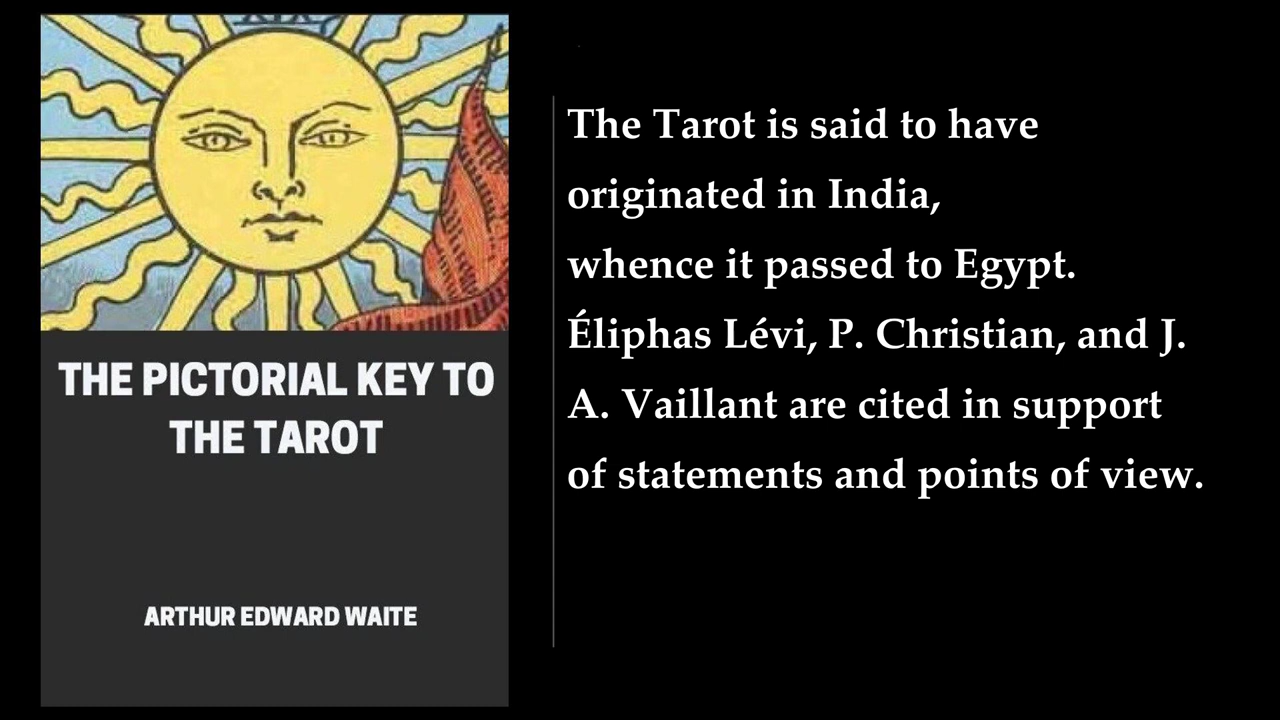 XIX
THE PICTORIAL KEY TO
THE TAROT
ARTHUR EDWARD WAITE
The Tarot is said to have
originated in India,
whence it passed to Egypt.
Éliphas Lévi, P. Christian, and J.
A. Vaillant are cited in support
of statements and points of view.